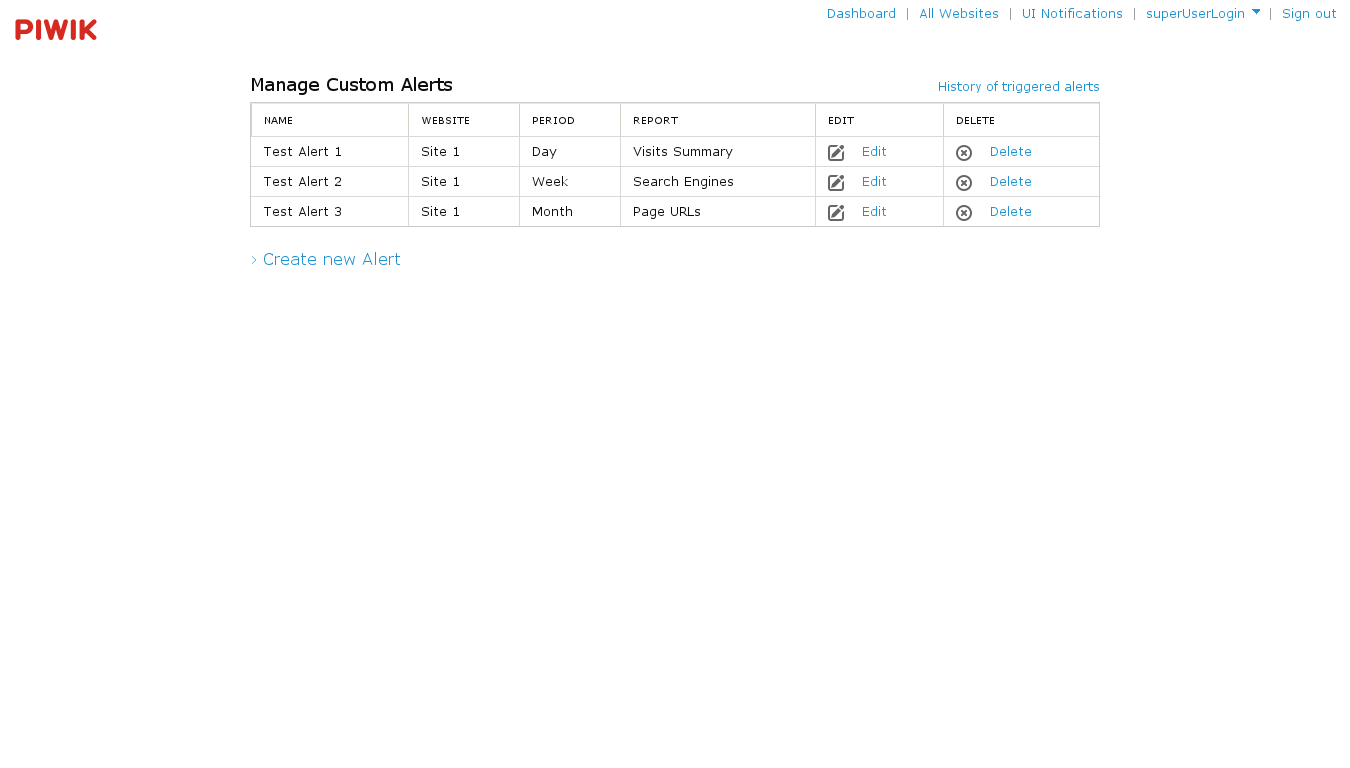 PIWIK
Dashboard | All Websites | UI Notifications | superUserLogin | Sign out
Manage Custom Alerts
History of triggered alerts
NAME WEBSITE PERIOD REPORT EDIT DELETE
Test Alert 1 Site 1 Day Visits Summary Edit Delete
Test Alert 2 Site 1 Week Search Engines Edit Delete
Test Alert 3 Site 1 Month Page URLs Edit Delete
› Create new Alert